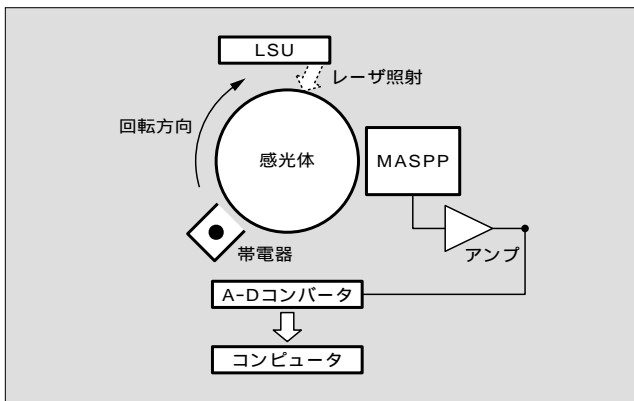 LSU
レーザ照射
回転方向
感光体
MASPP
帯電器
アンプ
A-Dコンバータ
コンピュータ